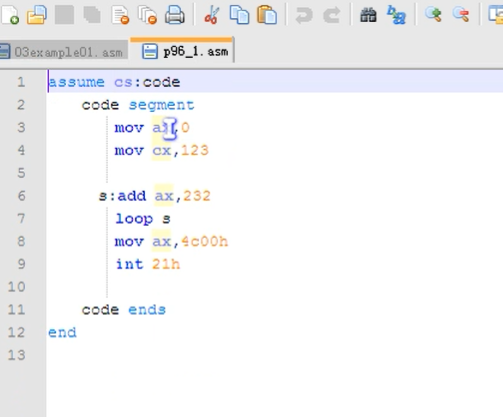 03example01.asm p96_1.asm
1 assume cs:code
2 code segment
3 mov ax,0
4 mov cx,123
5
6 s:add ax,232
7 loop s
8 mov ax,4c00h
9 int 21h
10
11 code ends
12 end
13